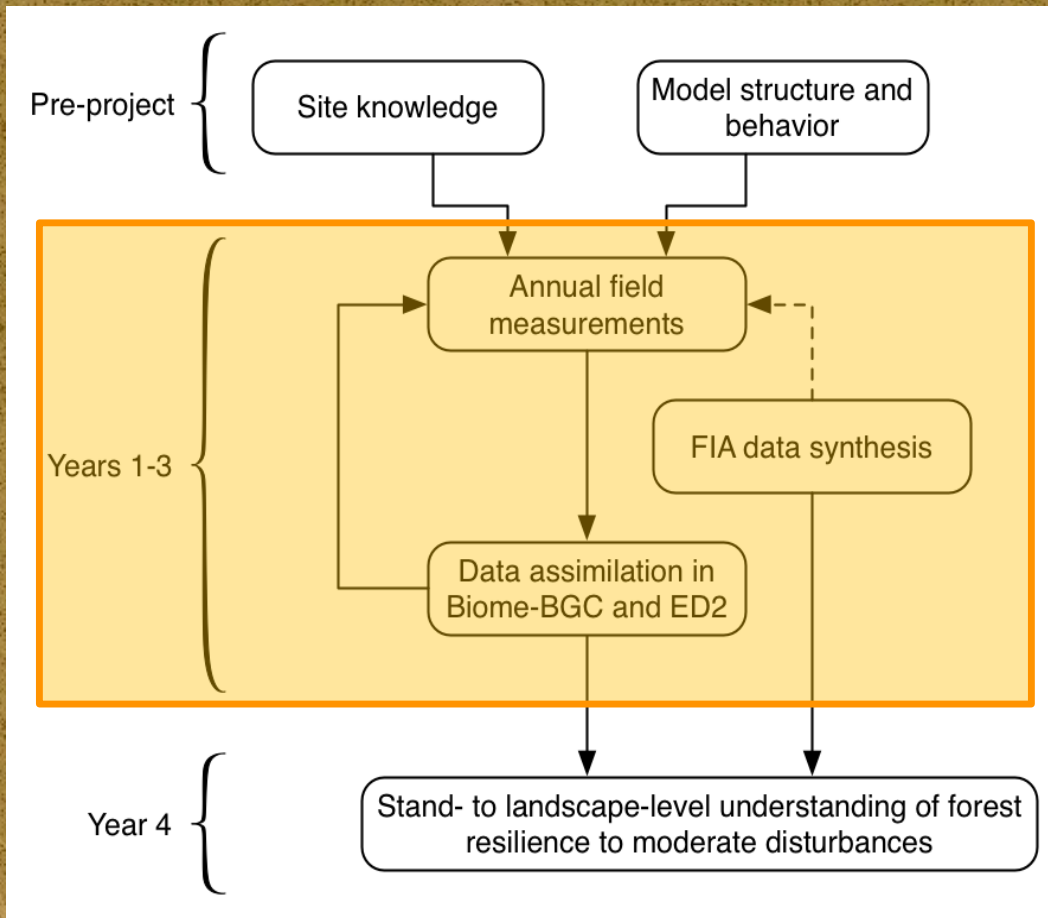 Pre-project
Site knowledge
Model structure and
behavior
Years 1-3
Annual field
measurements
FIA data synthesis
Data assimilation in
Biome-BGC and ED2
Year 4
Stand- to landscape-level understanding of forest
resilience to moderate disturbances